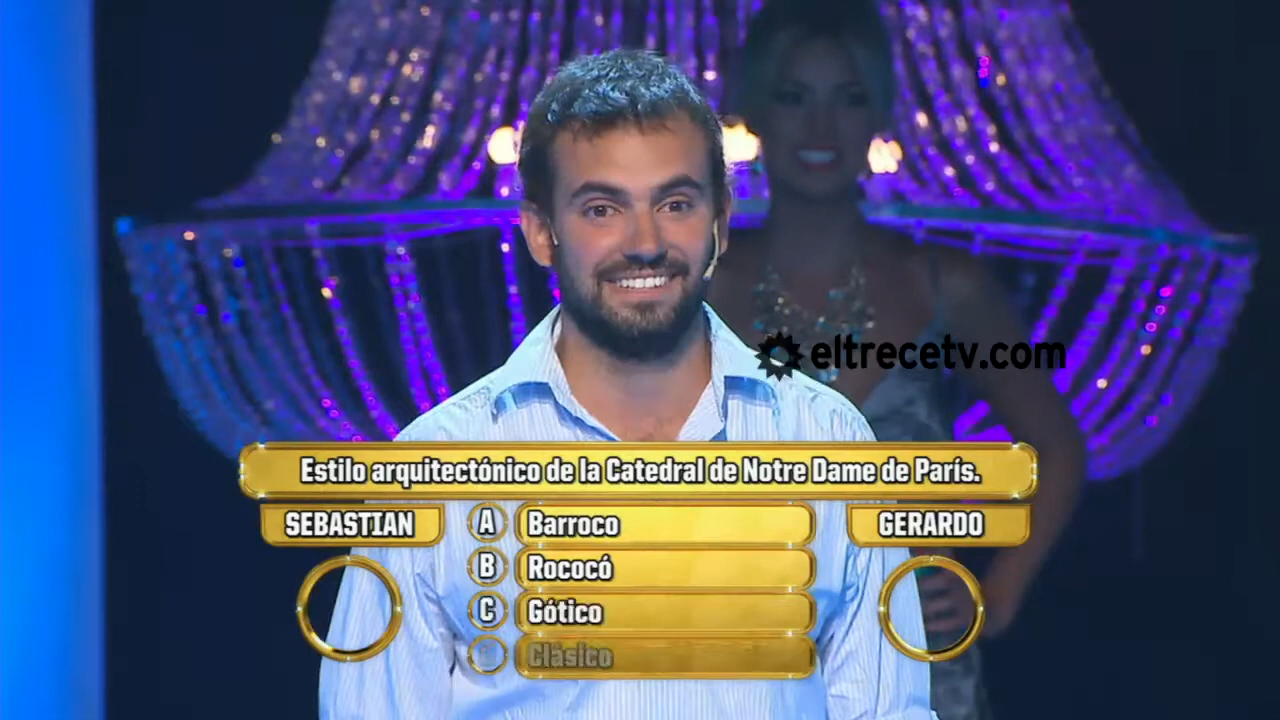 eltrecetv.com
Estilo arquitectónico de la Catedral de Notre Dame de París.
SEBASTIAN
GERARDO
A Barroco
B Rococó
C Gótico
Clásico